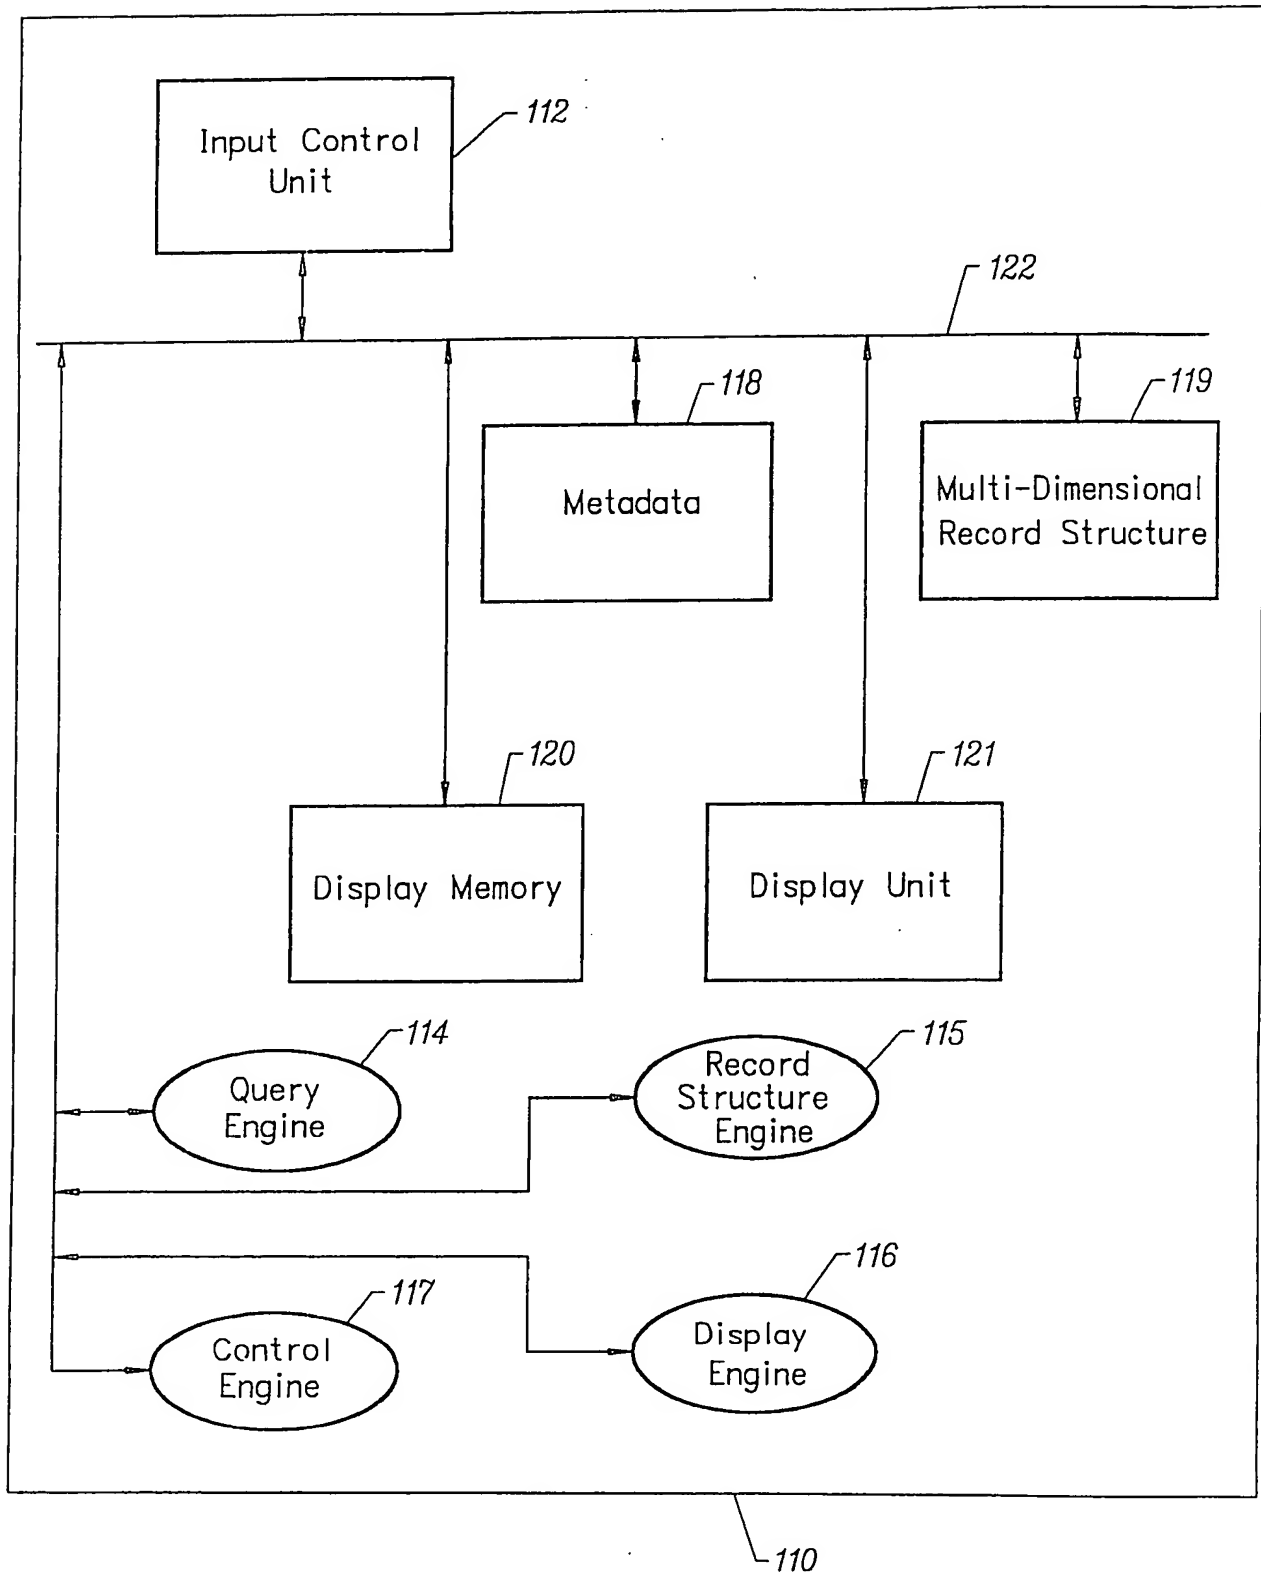 112
Input Control
Unit
122
118
119
Metadata
Multi-Dimensional
Record Structure
120
121
Display Memory
Display Unit
114
115
Query
Engine
Record
Structure
Engine
117
116
Control
Engine
Display
Engine
110